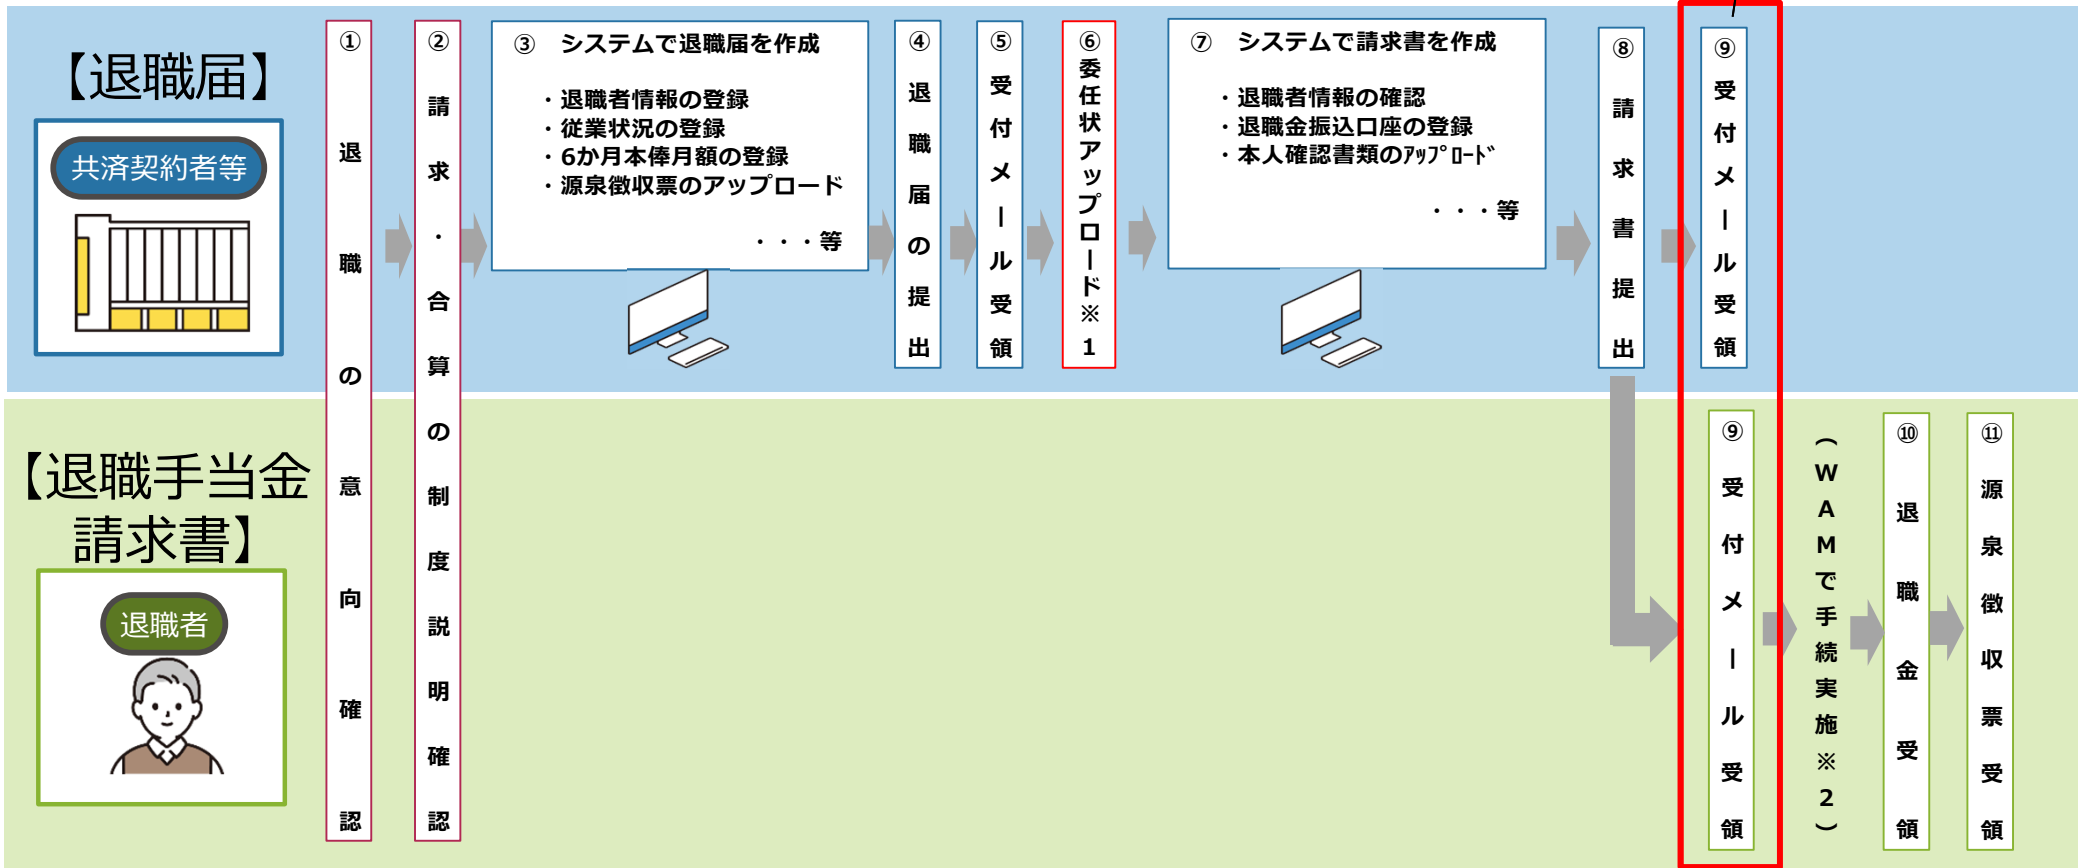 【退職届】
共済契約者等
①退職の意向確認
②請求・合算の制度説明確認
③ システムで退職届を作成
・退職者情報の登録
・従業状況の登録
・6か月本俸月額の登録
・源泉徴収票のアップロード
・・・等
④退職届の提出
⑤受付メール受領
⑥委任状アップロード※1
⑦ システムで請求書を作成
・退職者情報の確認
・退職金振込口座の登録
・本人確認書類のｱｯﾌﾟﾛｰﾄﾞ
・・・等
⑧請求書提出
⑨受付メール受領
【退職手当金
請求書】
退職者
⑨受付メール受領
（WAMで手続実施※2）
⑩退職金受領
⑪源泉徴収票受領